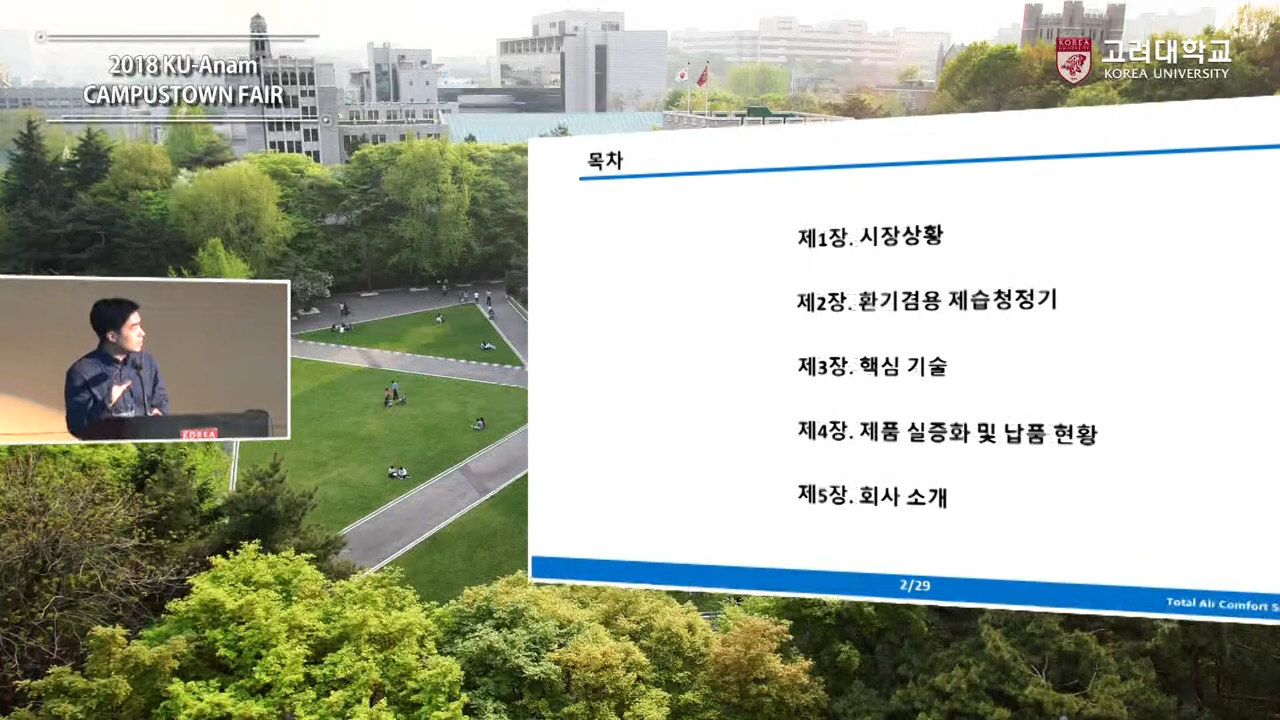 2018 KU-Anam
CAMPUSTOWN FAIR
KOREA
고려대학교
KOREA UNIVERSITY
목차
제1장. 시장상황
제2장. 환기겸용 제습청정기
제3장. 핵심 기술
제4장. 제품 실증화 및 납품 현황
제5장. 회사 소개
KOREA
2/29
Total Air Comfort